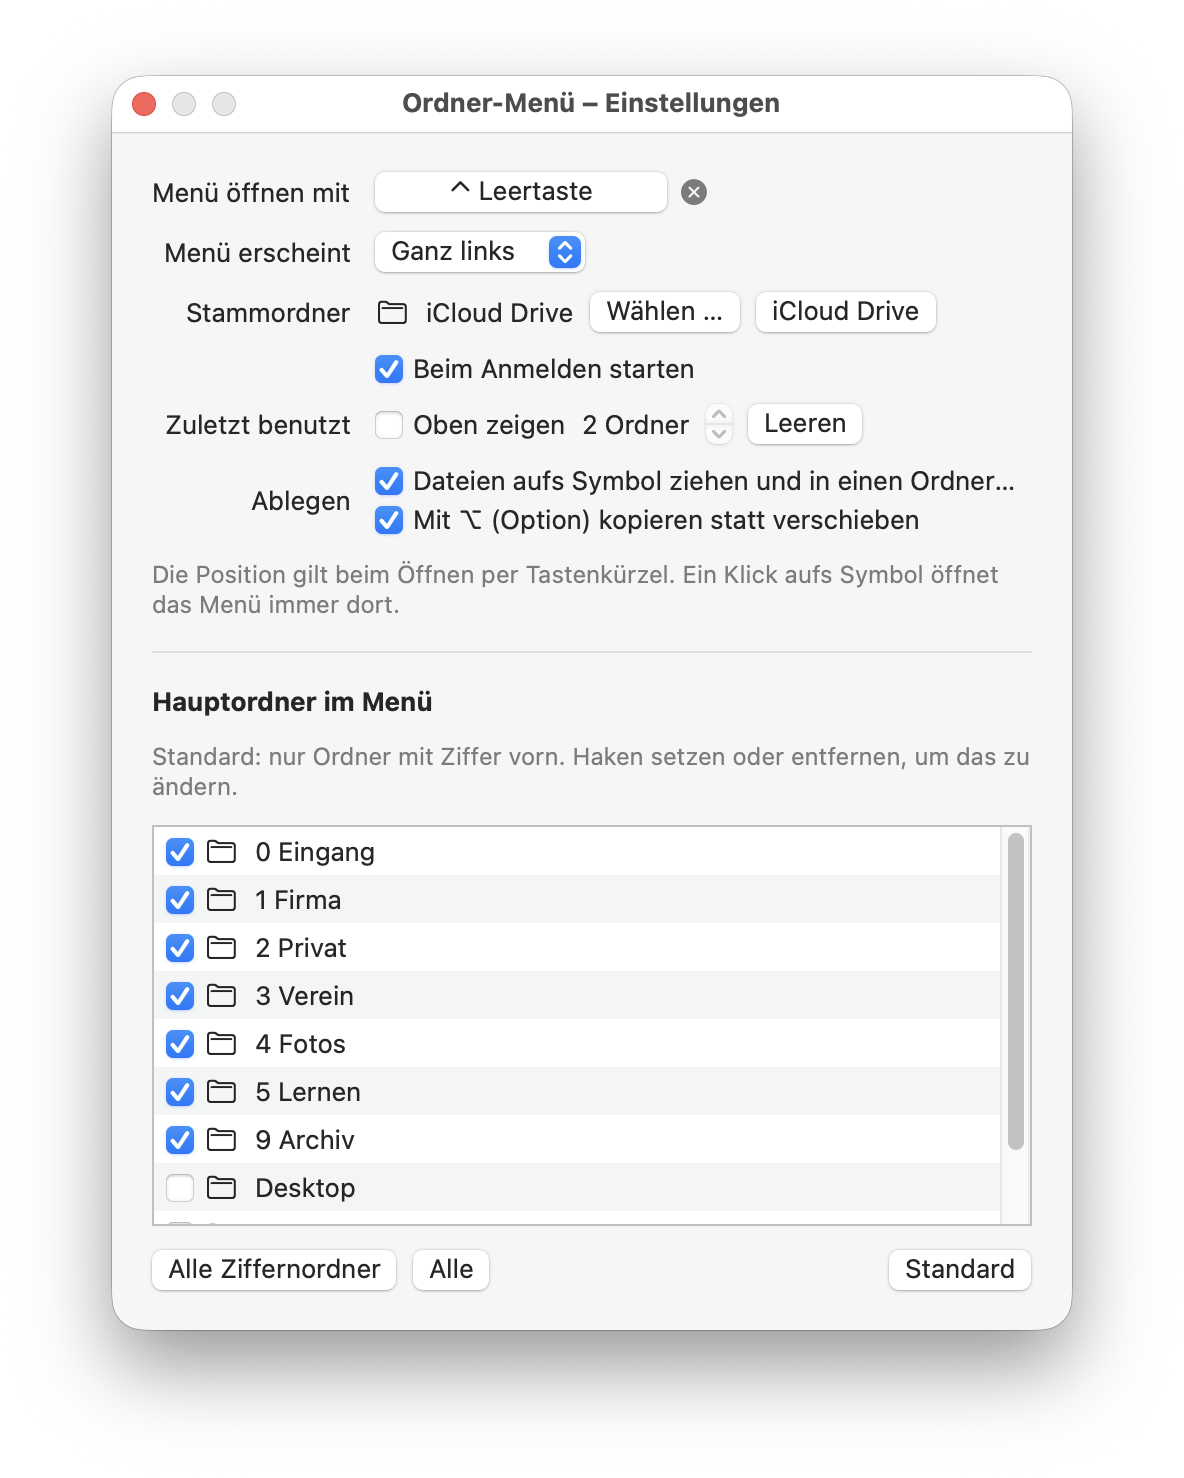 Ordner-Menü – Einstellungen
Menü öffnen mit ^ Leertaste
Menü erscheint Ganz links
Stammordner iCloud Drive Wählen ... iCloud Drive
Beim Anmelden starten
Zuletzt benutzt Oben zeigen 2 Ordner Leeren
Dateien aufs Symbol ziehen und in einen Ordner...
Ablegen
Mit ⌥ (Option) kopieren statt verschieben
Die Position gilt beim Öffnen per Tastenkürzel. Ein Klick aufs Symbol öffnet
das Menü immer dort.
Hauptordner im Menü
Standard: nur Ordner mit Ziffer vorn. Haken setzen oder entfernen, um das zu
ändern.
0 Eingang
1 Firma
2 Privat
3 Verein
4 Fotos
5 Lernen
9 Archiv
Desktop
Alle Ziffernordner Alle Standard